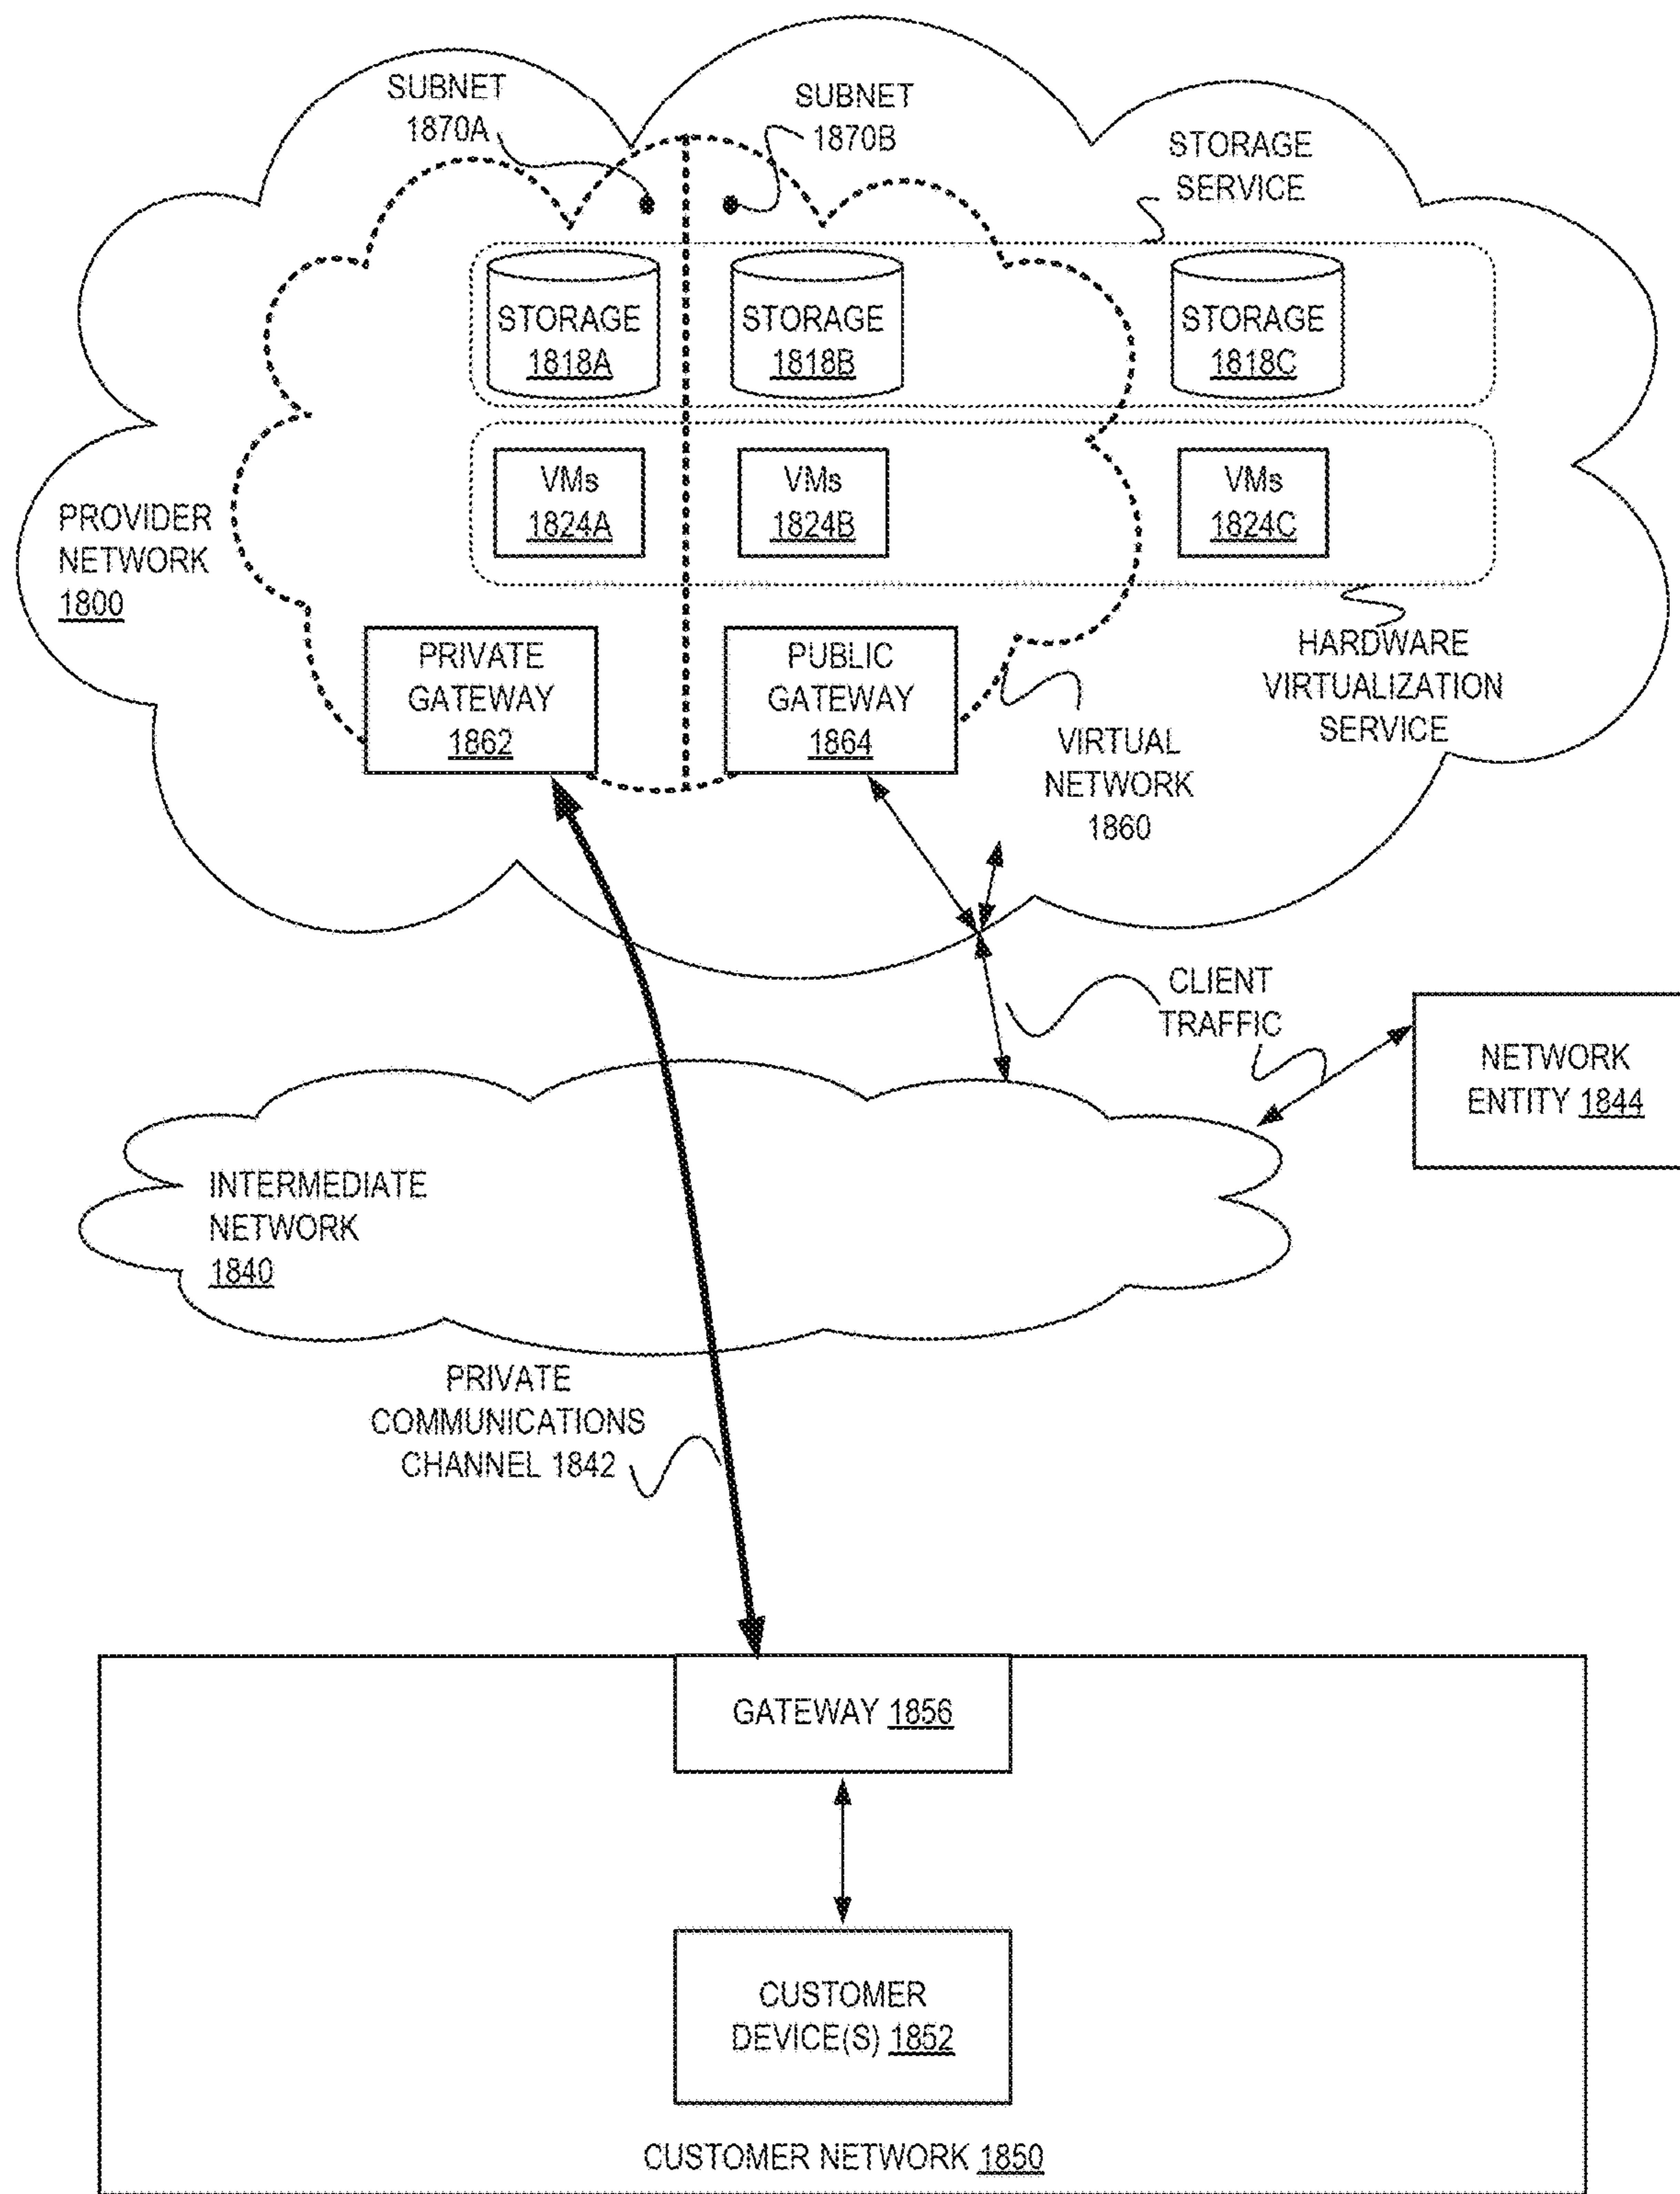 SUBNET
1870A
SUBNET
1870B
STORAGE
SERVICE
STORAGE
1818A
STORAGE
1818B
STORAGE
1818C
VMs
1824A
VMs
1824B
VMs
1824C
PROVIDER
NETWORK
1800
PRIVATE
GATEWAY
1862
PUBLIC
GATEWAY
1864
HARDWARE
VIRTUALIZATION
SERVICE
VIRTUAL
NETWORK
1860
CLIENT
TRAFFIC
NETWORK
ENTITY 1844
INTERMEDIATE
NETWORK
1840
PRIVATE
COMMUNICATIONS
CHANNEL 1842
GATEWAY 1856
CUSTOMER
DEVICE(S) 1852
CUSTOMER NETWORK 1850